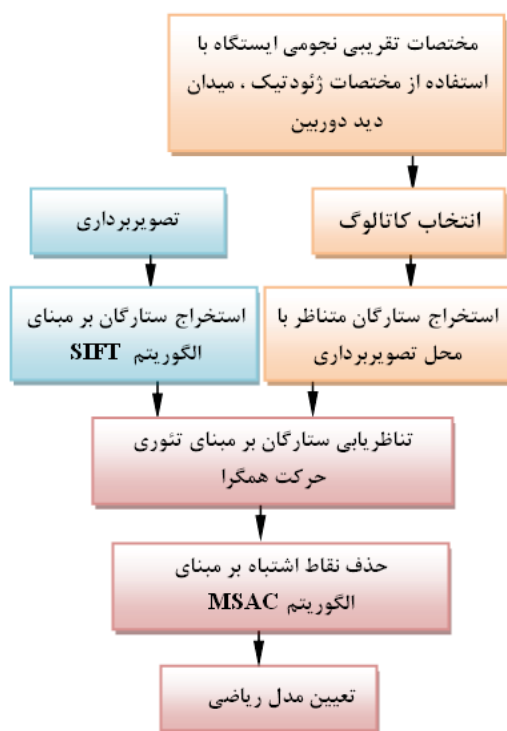 مختصات تقریبی نجومی ایستگاه با
استفاده از مختصات ژئودتیک ، میدان
دید دوربین
انتخاب کاتالوگ
تصویربرداری
استخراج ستارگان متناظر با
محل تصویربرداری
استخراج ستارگان بر مبنای
الگوریتم SIFT
تناظریابی ستارگان بر مبنای تئوری
حرکت همگرا
حذف نقاط اشتباه بر مبنای
الگوریتم MSAC
تعیین مدل ریاضی